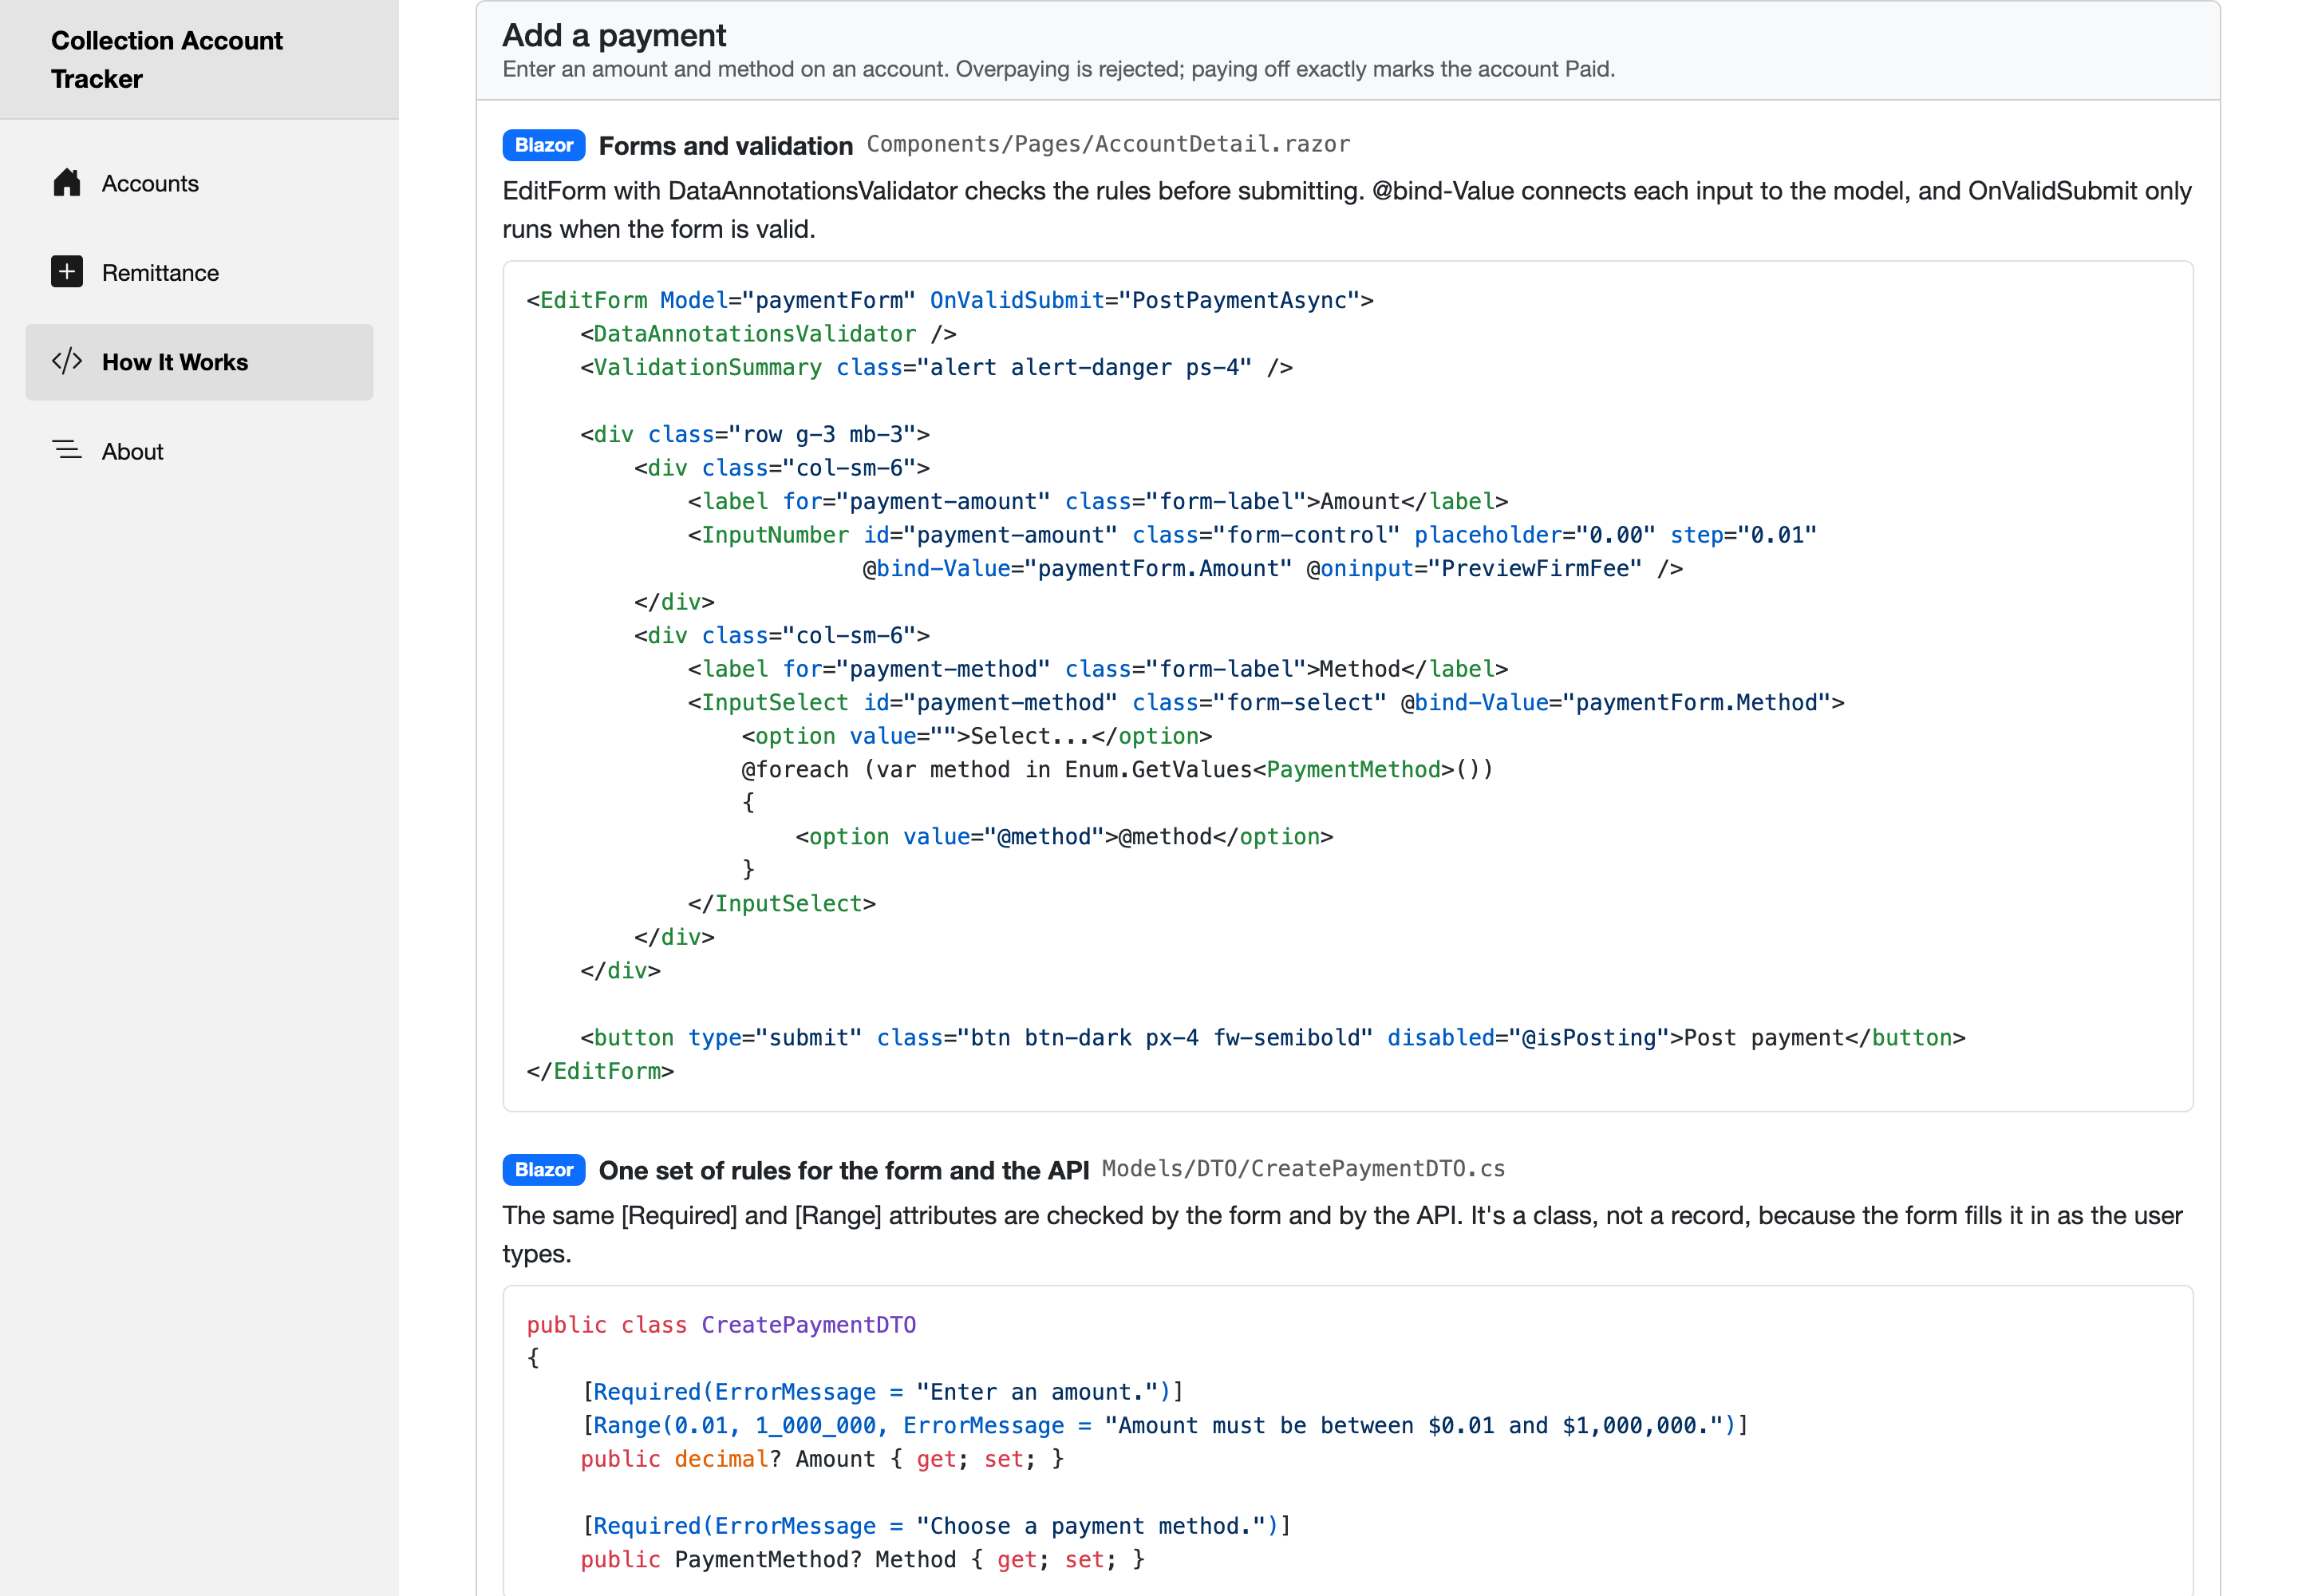 Collection Account
Tracker
Accounts
Remittance
How It Works
About
Add a payment
Enter an amount and method on an account. Overpaying is rejected; paying off exactly marks the account Paid.
Blazor Forms and validation Components/Pages/AccountDetail.razor
EditForm with DataAnnotationsValidator checks the rules before submitting. @bind-Value connects each input to the model, and OnValidSubmit only
runs when the form is valid.
<EditForm Model="paymentForm" OnValidSubmit="PostPaymentAsync">
    <DataAnnotationsValidator />
    <ValidationSummary class="alert alert-danger ps-4" />

    <div class="row g-3 mb-3">
        <div class="col-sm-6">
            <label for="payment-amount" class="form-label">Amount</label>
            <InputNumber id="payment-amount" class="form-control" placeholder="0.00" step="0.01"
                         @bind-Value="paymentForm.Amount" @oninput="PreviewFirmFee" />
        </div>
        <div class="col-sm-6">
            <label for="payment-method" class="form-label">Method</label>
            <InputSelect id="payment-method" class="form-select" @bind-Value="paymentForm.Method">
                <option value="">Select...</option>
                @foreach (var method in Enum.GetValues<PaymentMethod>())
                {
                    <option value="@method">@method</option>
                }
            </InputSelect>
        </div>
    </div>

    <button type="submit" class="btn btn-dark px-4 fw-semibold" disabled="@isPosting">Post payment</button>
</EditForm>
Blazor One set of rules for the form and the API Models/DTO/CreatePaymentDTO.cs
The same [Required] and [Range] attributes are checked by the form and by the API. It's a class, not a record, because the form fills it in as the user
types.
public class CreatePaymentDTO
{
    [Required(ErrorMessage = "Enter an amount.")]
    [Range(0.01, 1_000_000, ErrorMessage = "Amount must be between $0.01 and $1,000,000.")]
    public decimal? Amount { get; set; }

    [Required(ErrorMessage = "Choose a payment method.")]
    public PaymentMethod? Method { get; set; }